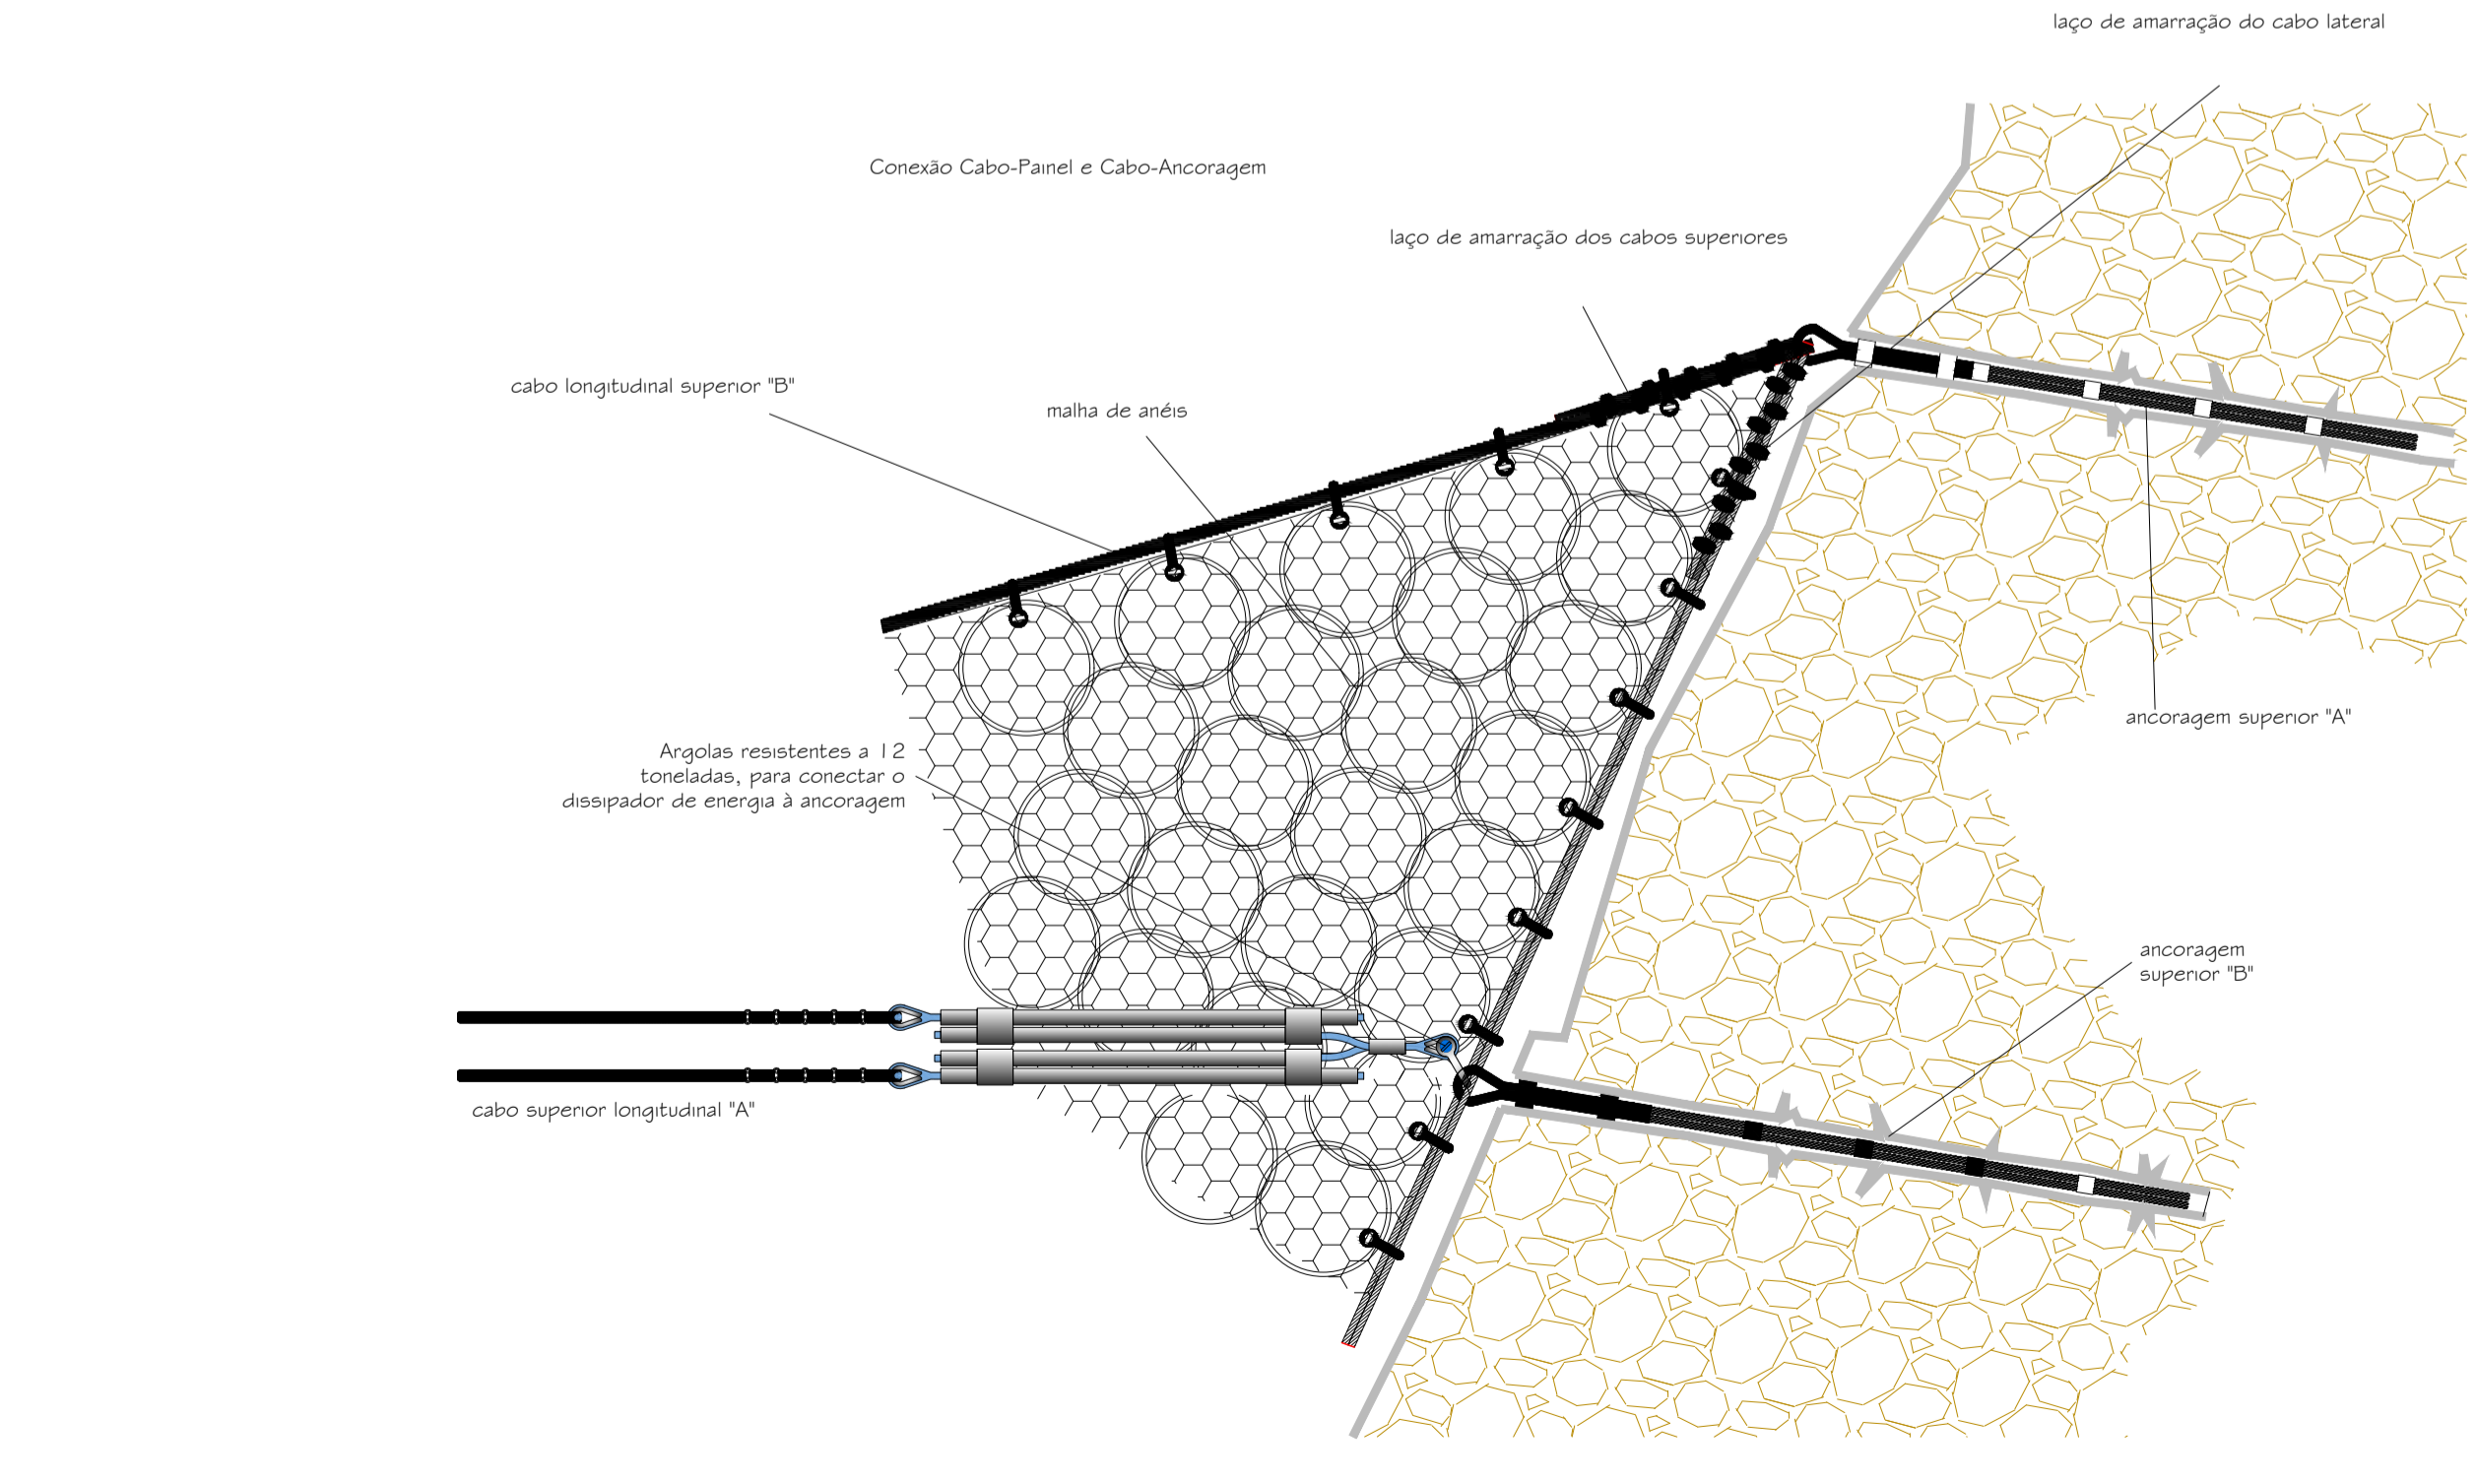 laço de amarração do cabo lateral
Conexão Cabo-Painel e Cabo-Ancoragem
laço de amarração dos cabos superiores
cabo longitudinal superior "B"
malha de anéis
ancoragem superior "A"
Argolas resistentes a 12
toneladas, para conectar o
dissipador de energia à ancoragem
ancoragem
superior "B"
cabo superior longitudinal "A"